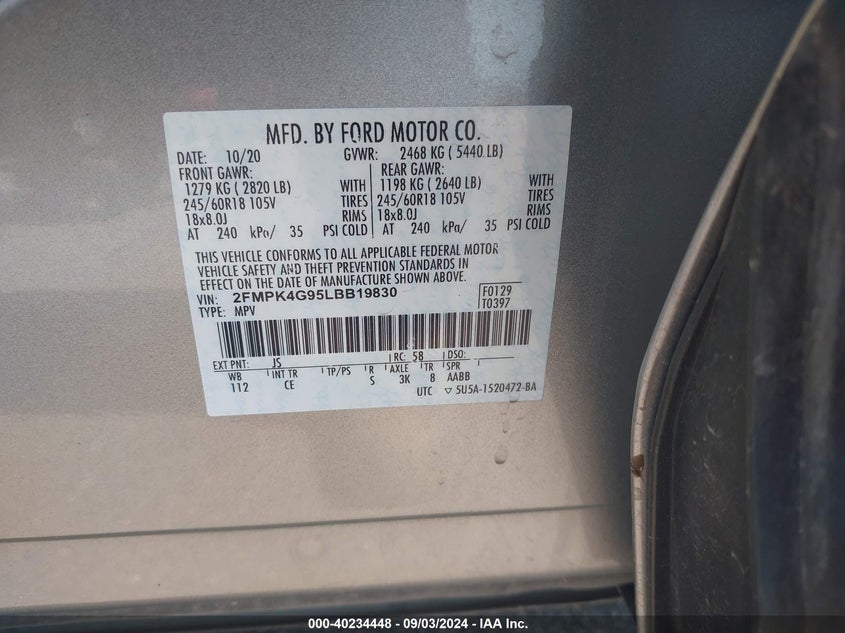 MFD. BY FORD MOTOR CO.
DATE: 10/20 GVWR: 2468 KG ( 5440 LB)
FRONT GAWR: REAR GAWR:
1279 KG ( 2820 LB) WITH 1198 KG ( 2640 LB) WITH
245/60R18 105V TIRES 245/60R18 105V TIRES
18x8.0J RIMS 18x8.0J RIMS
AT 240 kPa/ 35 PSI COLD AT 240 kPa/ 35 PSI COLD
THIS VEHICLE CONFORMS TO ALL APPLICABLE FEDERAL MOTOR
VEHICLE SAFETY AND THEFT PREVENTION STANDARDS IN
EFFECT ON THE DATE OF MANUFACTURE SHOWN ABOVE.
VIN: 2FMPK4G95LBB19830 F0129
TYPE: MPV T0397
EXT PNT: JS RC: 58 DSO:
WB INT TR TP/PS R AXLE TR SPR
112 CE S 3K 8 AABB
UTC ▽ 5U5A-1520472-BA
000-40234448 - 09/03/2024 - IAA Inc.